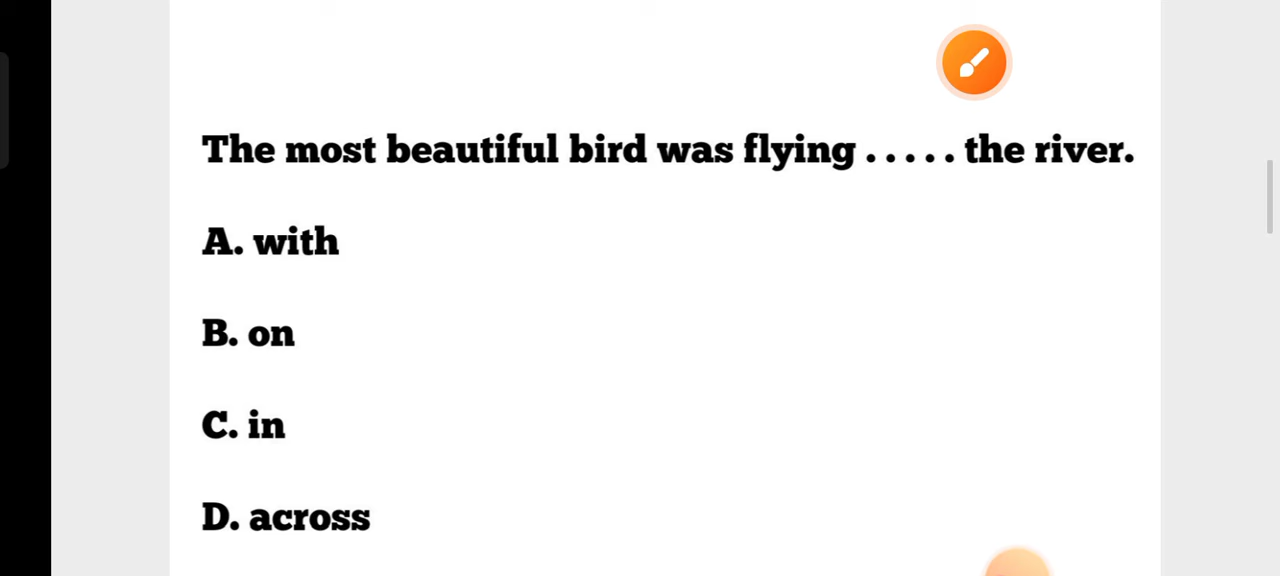 The most beautiful bird was flying . . . . . the river.
A. with
B. on
C. in
D. across